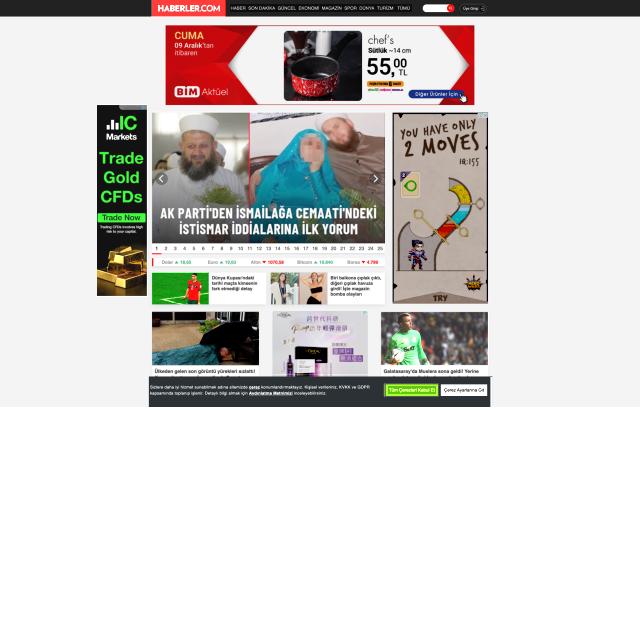 HABERLER.COM
HABER SON DAKİKA GÜNCEL EKONOMİ MAGAZİN SPOR DÜNYA TURİZM TÜMÜ
Üye Girişi
CUMA
09 Aralık'tan
itibaren
BİM Aktüel
chef's
Sütlük ~14 cm
55,00
TL
Diğer Ürünler İçin
IC
Markets
Trade
Gold
CFDs
Trade Now
Trading CFDs involves high
risk to your capital.
AK PARTİ'DEN İSMAİLAĞA CEMAATİ'NDEKİ
İSTİSMAR İDDİALARINA İLK YORUM
1 2 3 4 5 6 7 8 9 10 11 12 13 14 15 16 17 18 19 20 21 22 23 24 25
YOU HAVE ONLY
2 MOVES
TRY
Dolar 18,65
Euro 19,63
Altın 1070,58
Bitcoin 16,840
Borsa 4.798
Dünya Kupası'ndaki
tarihi maçta kimsenin
fark etmediği detay
Biri balkona çıplak çıktı,
diğeri çıplak havuza
girdi! İşte magazin
bomba olayları
Ülkeden gelen son görüntü yürekleri sızlattı!
Galatasaray'da Muslera sona geldi! Yerine
Sizlere daha iyi hizmet sunabilmek adına sitemizde çerez konumlandırmaktayız. Kişisel verileriniz, KVKK ve GDPR
kapsamında toplanıp işlenir. Detaylı bilgi almak için Aydınlatma Metnimizi inceleyebilirsiniz.
Tüm Çerezleri Kabul Et
Çerez Ayarlarına Git